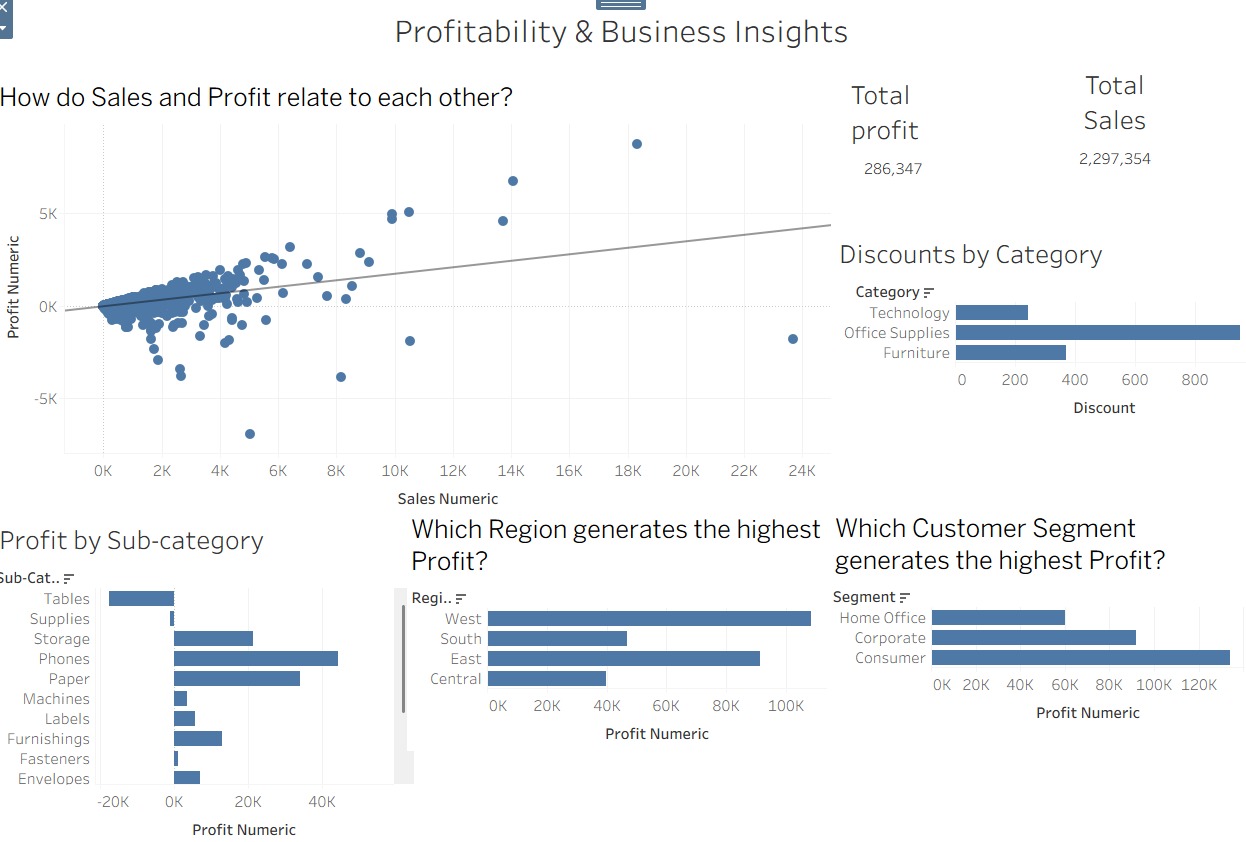 Profitability & Business Insights
How do Sales and Profit relate to each other?
Profit Numeric
5K
0K
-5K
0K 2K 4K 6K 8K 10K 12K 14K 16K 18K 20K 22K 24K
Sales Numeric
Total
profit
286,347
Total
Sales
2,297,354
Discounts by Category
Category
Technology
Office Supplies
Furniture
0 200 400 600 800
Discount
Profit by Sub-category
Sub-Cat..
Tables
Supplies
Storage
Phones
Paper
Machines
Labels
Furnishings
Fasteners
Envelopes
-20K 0K 20K 40K
Profit Numeric
Which Region generates the highest
Profit?
Regi..
West
South
East
Central
0K 20K 40K 60K 80K 100K
Profit Numeric
Which Customer Segment
generates the highest Profit?
Segment
Home Office
Corporate
Consumer
0K 20K 40K 60K 80K 100K 120K
Profit Numeric